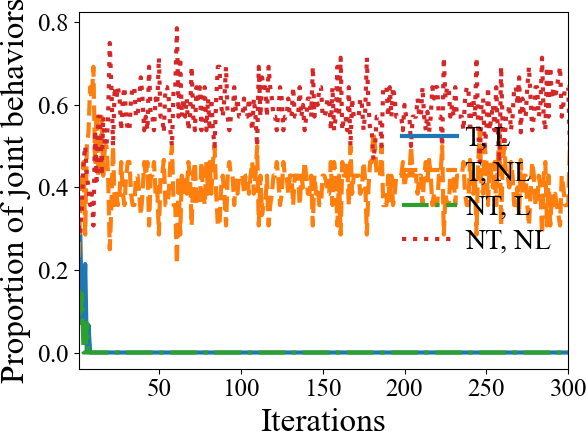 Proportion of joint behaviors
0.8
0.6
0.4
0.2
0.0
T, L
T, NL
NT, L
NT, NL
50
100
150
200
250
300
Iterations